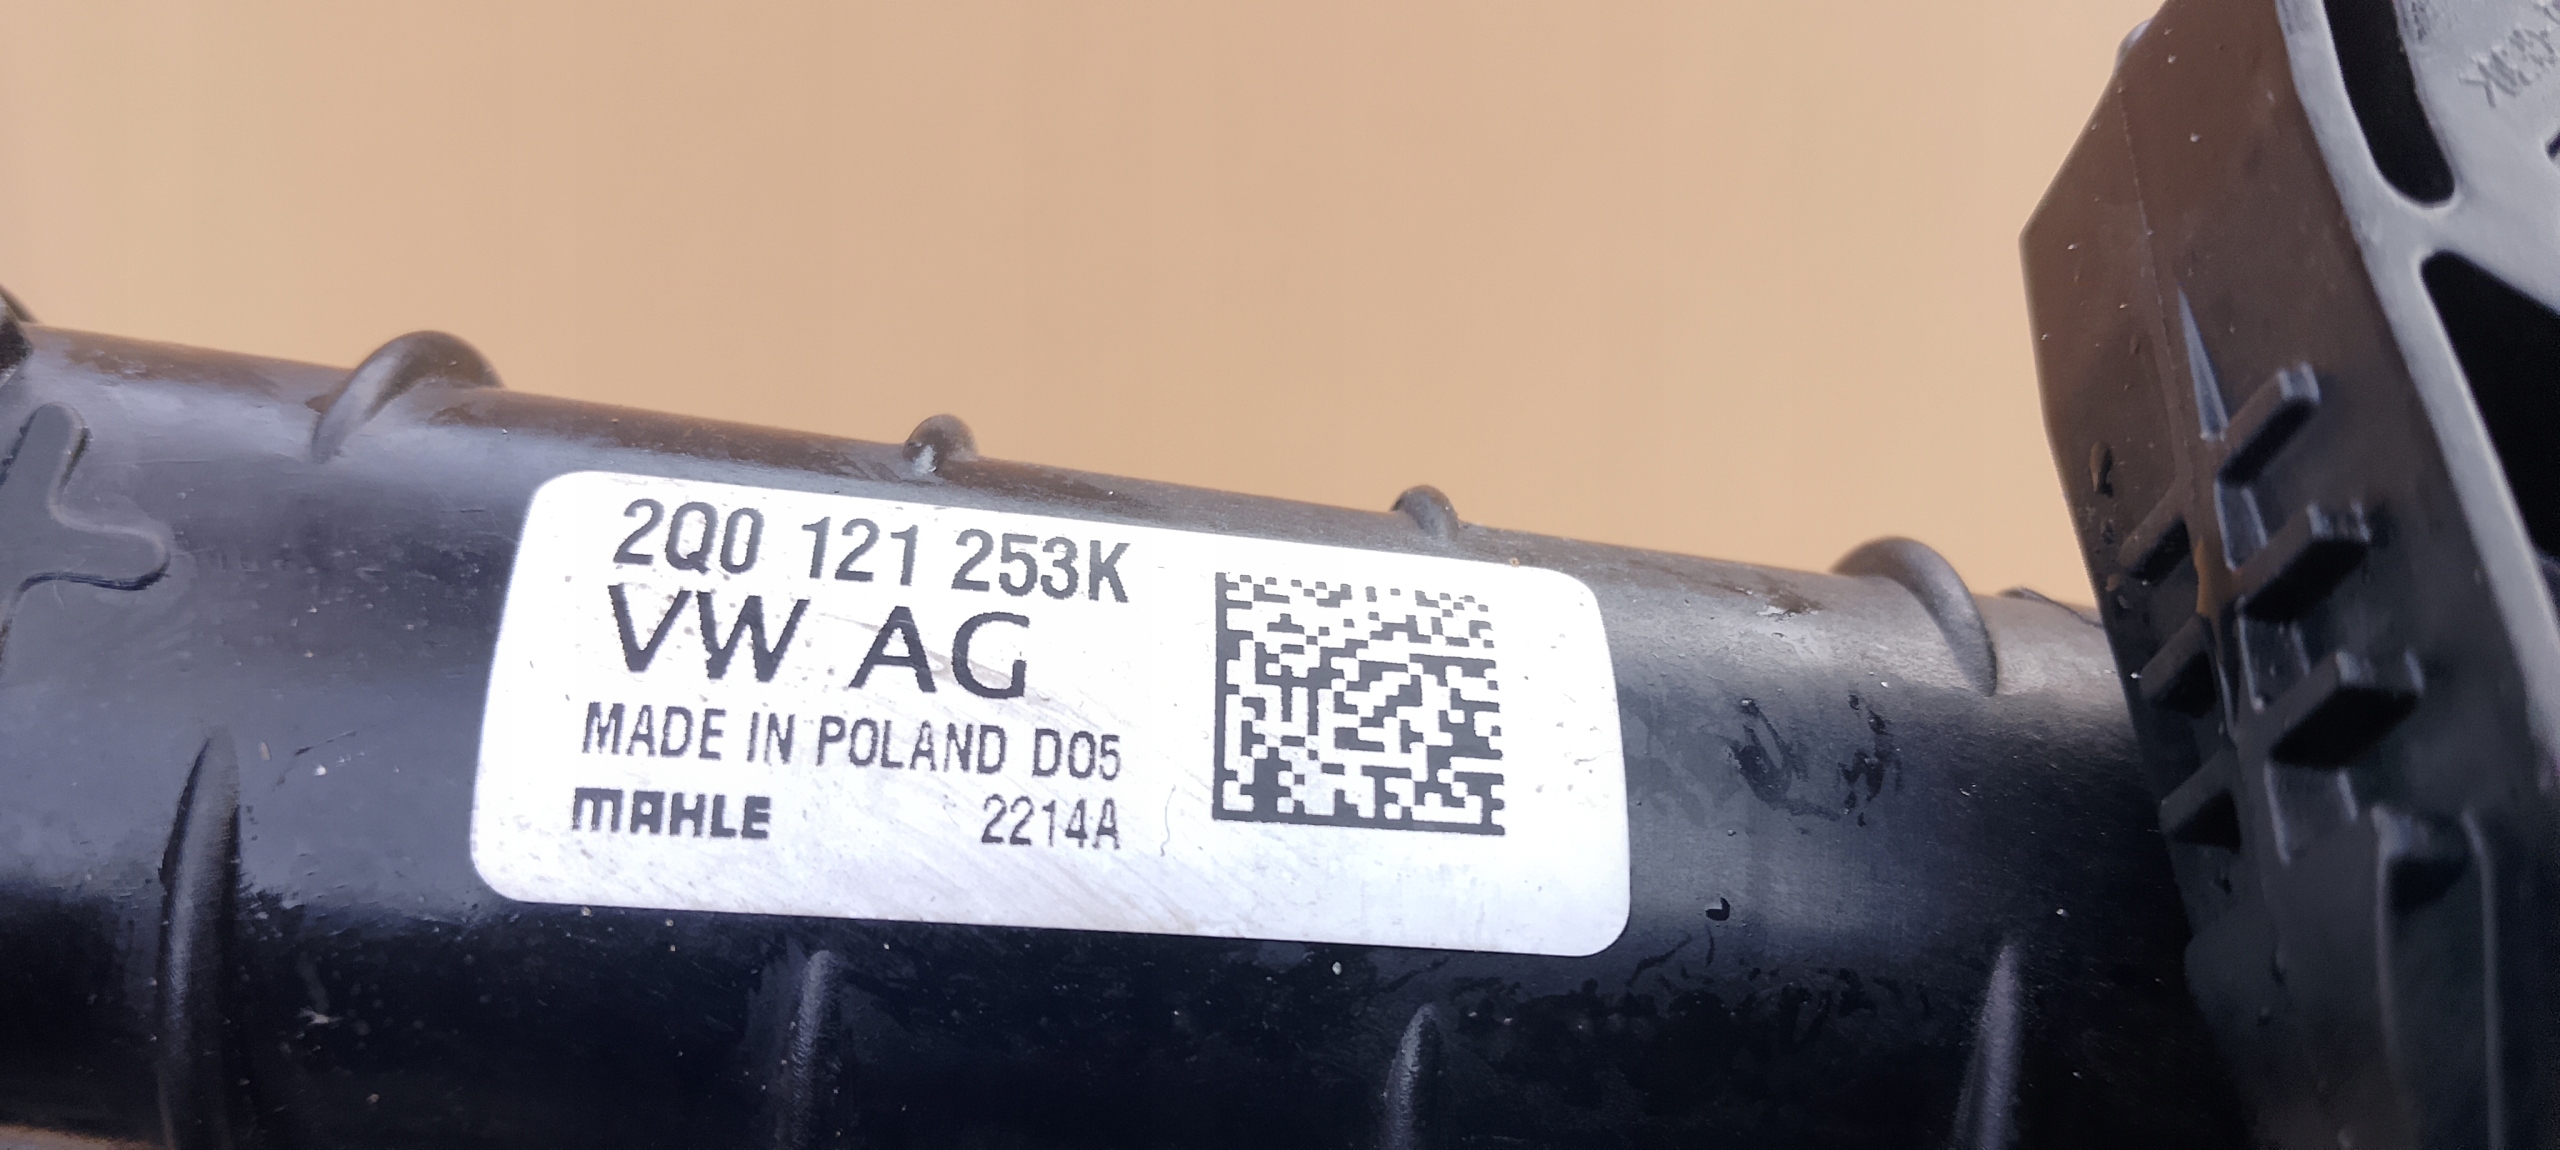 2Q0 121 253K
VW AG
MADE IN POLAND D05
MAHLE 2214A